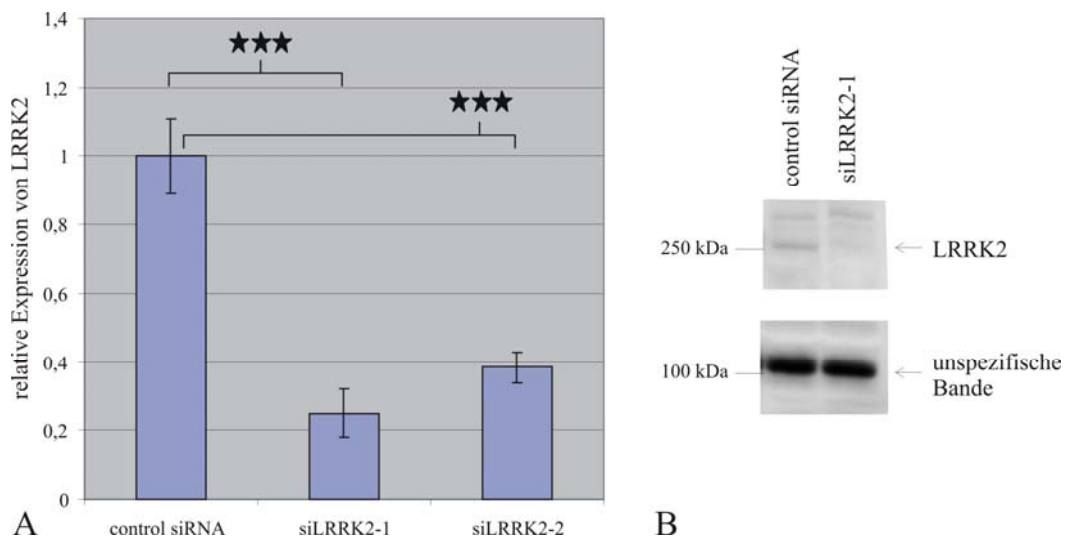 relative Expression von LRRK2
1,4
1,2
1
0,8
0,6
0,4
0,2
0
★★★
★★★
control siRNA
siLRRK2-1
siLRRK2-2
A
control siRNA
siLRRK2-1
250 kDa
LRRK2
100 kDa
unspezifische
Bande
B